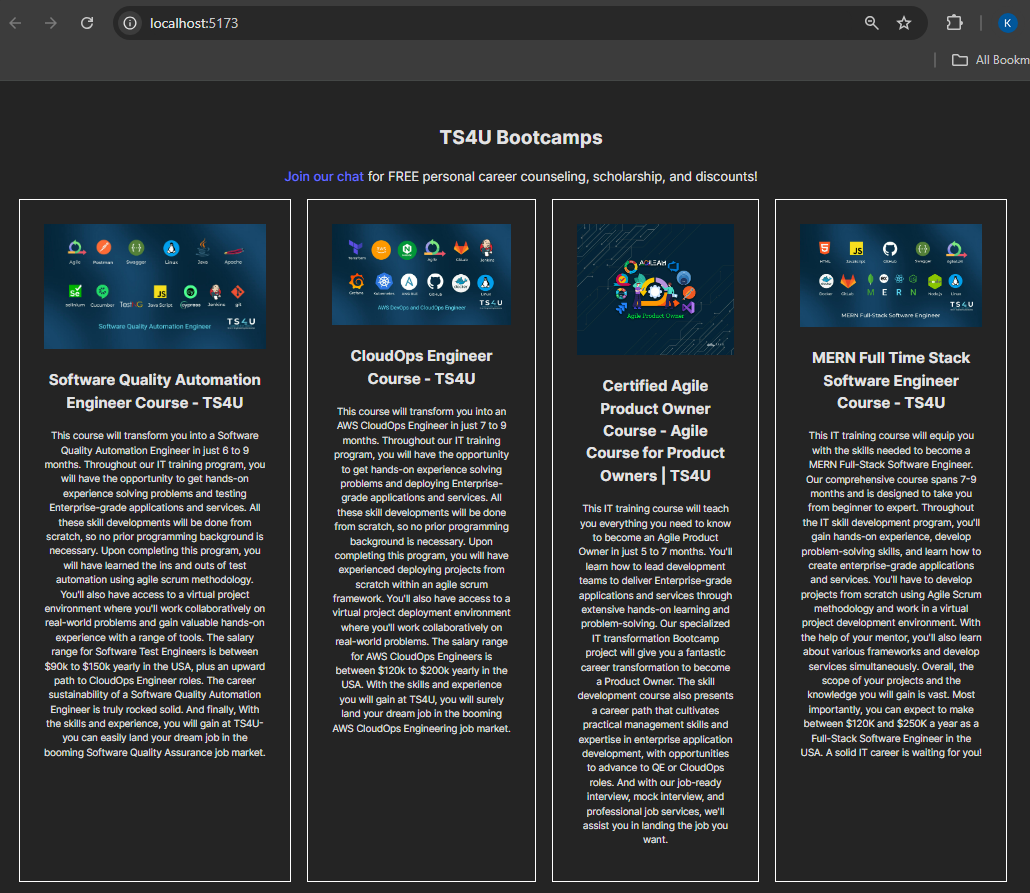 localhost:5173
K
All Bookm
TS4U Bootcamps
Join our chat for FREE personal career counseling, scholarship, and discounts!
Agile Postman Swagger Linux Java Apache
selenium Cucumber TestNG Java Script Cypress Jenkins git
TS4U
Software Quality Automation Engineer
Software Quality Automation
Engineer Course - TS4U
This course will transform you into a Software
Quality Automation Engineer in just 6 to 9
months. Throughout our IT training program, you
will have the opportunity to get hands-on
experience solving problems and testing
Enterprise-grade applications and services. All
these skill developments will be done from
scratch, so no prior programming background is
necessary. Upon completing this program, you
will have learned the ins and outs of test
automation using agile scrum methodology.
You'll also have access to a virtual project
environment where you'll work collaboratively on
real-world problems and gain valuable hands-on
experience with a range of tools. The salary
range for Software Test Engineers is between
$90k to $150k yearly in the USA, plus an upward
path to CloudOps Engineer roles. The career
sustainability of a Software Quality Automation
Engineer is truly rocked solid. And finally, With
the skills and experience, you will gain at TS4U-
you can easily land your dream job in the
booming Software Quality Assurance job market.
Terraform AWS Agile GitLab Jenkins
Grafana Kubernetes Ansible GitHub Docker Linux
TS4U
AWS DevOps and CloudOps Engineer
CloudOps Engineer
Course - TS4U
This course will transform you into an
AWS CloudOps Engineer in just 7 to 9
months. Throughout our IT training
program, you will have the opportunity
to get hands-on experience solving
problems and deploying Enterprise-
grade applications and services. All
these skill developments will be done
from scratch, so no prior programming
background is necessary. Upon
completing this program, you will have
experienced deploying projects from
scratch within an agile scrum
framework. You'll also have access to a
virtual project deployment environment
where you'll work collaboratively on
real-world problems. The salary range
for AWS CloudOps Engineers is
between $120k to $200k yearly in the
USA. With the skills and experience
you will gain at TS4U, you will surely
land your dream job in the booming
AWS CloudOps Engineering job market.
Agile Product Owner
Certified Agile
Product Owner
Course - Agile
Course for Product
Owners | TS4U
This IT training course will teach
you everything you need to know
to become an Agile Product
Owner in just 5 to 7 months. You'll
learn how to lead development
teams to deliver Enterprise-grade
applications and services through
extensive hands-on learning and
problem-solving. Our specialized
IT transformation Bootcamp
project will give you a fantastic
career transformation to become
a Product Owner. The skill
development course also presents
a career path that cultivates
practical management skills and
expertise in enterprise application
development, with opportunities
to advance to QE or CloudOps
roles. And with our job-ready
interview, mock interview, and
professional job services, we'll
assist you in landing the job you
want.
HTML JavaScript GitHub Swagger
Docker GitLab M E R N Node.js Linux
TS4U
MERN Full-Stack Software Engineer
MERN Full Time Stack
Software Engineer
Course - TS4U
This IT training course will equip you
with the skills needed to become a
MERN Full-Stack Software Engineer.
Our comprehensive course spans 7-9
months and is designed to take you
from beginner to expert. Throughout
the IT skill development program, you'll
gain hands-on experience, develop
problem-solving skills, and learn how to
create enterprise-grade applications
and services. You'll have to develop
projects from scratch using Agile Scrum
methodology and work in a virtual
project development environment. With
the help of your mentor, you'll also learn
about various frameworks and develop
services simultaneously. Overall, the
scope of your projects and the
knowledge you will gain is vast. Most
importantly, you can expect to make
between $120K and $250K a year as a
Full-Stack Software Engineer in the
USA. A solid IT career is waiting for you!